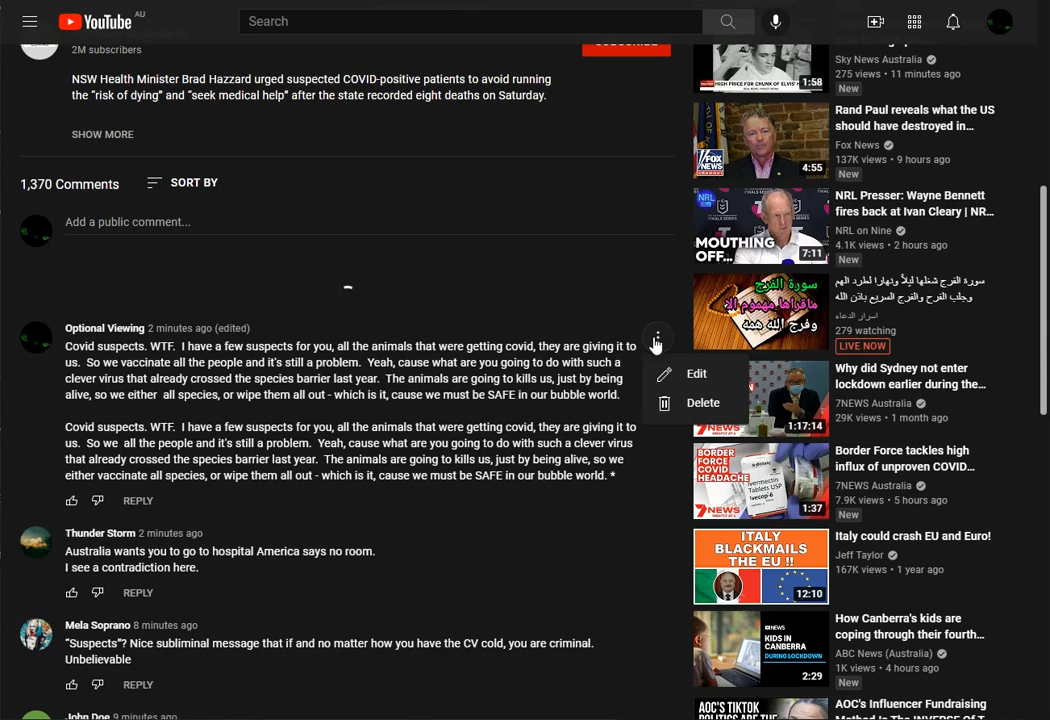 YouTube AU
Search
2M subscribers
NSW Health Minister Brad Hazzard urged suspected COVID-positive patients to avoid running
the “risk of dying” and “seek medical help” after the state recorded eight deaths on Saturday.
SHOW MORE
1,370 Comments
SORT BY
Add a public comment...
Optional Viewing 2 minutes ago (edited)
Covid suspects. WTF. I have a few suspects for you, all the animals that were getting covid, they are giving it to
us. So we vaccinate all the people and it's still a problem. Yeah, cause what are you going to do with such a
clever virus that already crossed the species barrier last year. The animals are going to kills us, just by being
alive, so we either all species, or wipe them all out - which is it, cause we must be SAFE in our bubble world.
Covid suspects. WTF. I have a few suspects for you, all the animals that were getting covid, they are giving it to
us. So we all the people and it's still a problem. Yeah, cause what are you going to do with such a clever virus
that already crossed the species barrier last year. The animals are going to kills us, just by being alive, so we
either vaccinate all species, or wipe them all out - which is it, cause we must be SAFE in our bubble world. *
REPLY
Edit
Delete
Thunder Storm 2 minutes ago
Australia wants you to go to hospital America says no room.
I see a contradiction here.
REPLY
Mela Soprano 8 minutes ago
“Suspects”? Nice subliminal message that if and no matter how you have the CV cold, you are criminal.
Unbelievable
REPLY
John Doe 9 minutes ago
HIGH PRICE FOR CHUNK OF ELVIS'
1:58
Sky News Australia
275 views • 11 minutes ago
New
FOX NEWS
4:55
Rand Paul reveals what the US
should have destroyed in...
Fox News
137K views • 9 hours ago
New
NRL
MOUTHING
OFF...
7:11
NRL Presser: Wayne Bennett
fires back at Ivan Cleary | NR...
NRL on Nine
4.1K views • 2 hours ago
New
سورة الفرج
ماقراها مهموم الا
وفرج الله همه
سورة الفرج شغلها ليلاً ونهارا لطرد الهم
وجلب الفرح والفرج السريع باذن الله
اسرار الدعاء
279 watching
LIVE NOW
1:17:14
Why did Sydney not enter
lockdown earlier during the...
7NEWS Australia
29K views • 1 month ago
BORDER
FORCE
COVID
HEADACHE
Ivermectin
Tablets USP
Ivecop-6
7NEWS
1:37
Border Force tackles high
influx of unproven COVID...
7NEWS Australia
7.9K views • 5 hours ago
New
ITALY
BLACKMAILS
THE EU !!
12:10
Italy could crash EU and Euro!
Jeff Taylor
167K views • 1 year ago
NEWS
KIDS IN
CANBERRA
DURING LOCKDOWN
2:29
How Canberra's kids are
coping through their fourth...
ABC News (Australia)
1K views • 4 hours ago
New
AOC'S TIKTOK
AOC's Influencer Fundraising